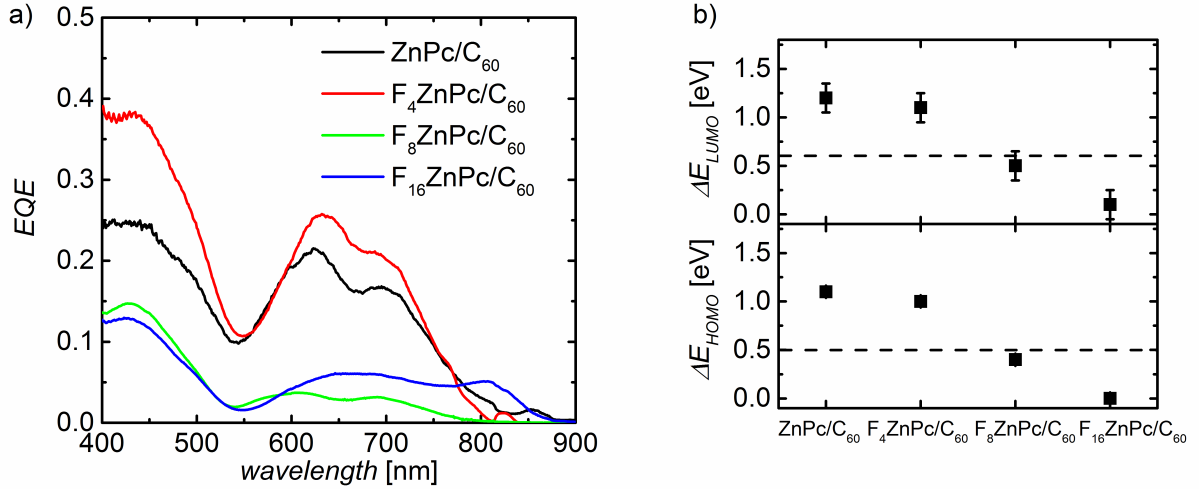 a)
0.5
0.4
0.3
0.2
0.1
0.0
EQE
ZnPc/C60
F4ZnPc/C60
F8ZnPc/C60
F16ZnPc/C60
400 500 600 700 800 900
wavelength [nm]
b)
1.5
1.0
0.5
0.0
ΔELUMO [eV]
1.5
1.0
0.5
0.0
ΔEHOMO [eV]
ZnPc/C60 F4ZnPc/C60 F8ZnPc/C60 F16ZnPc/C60